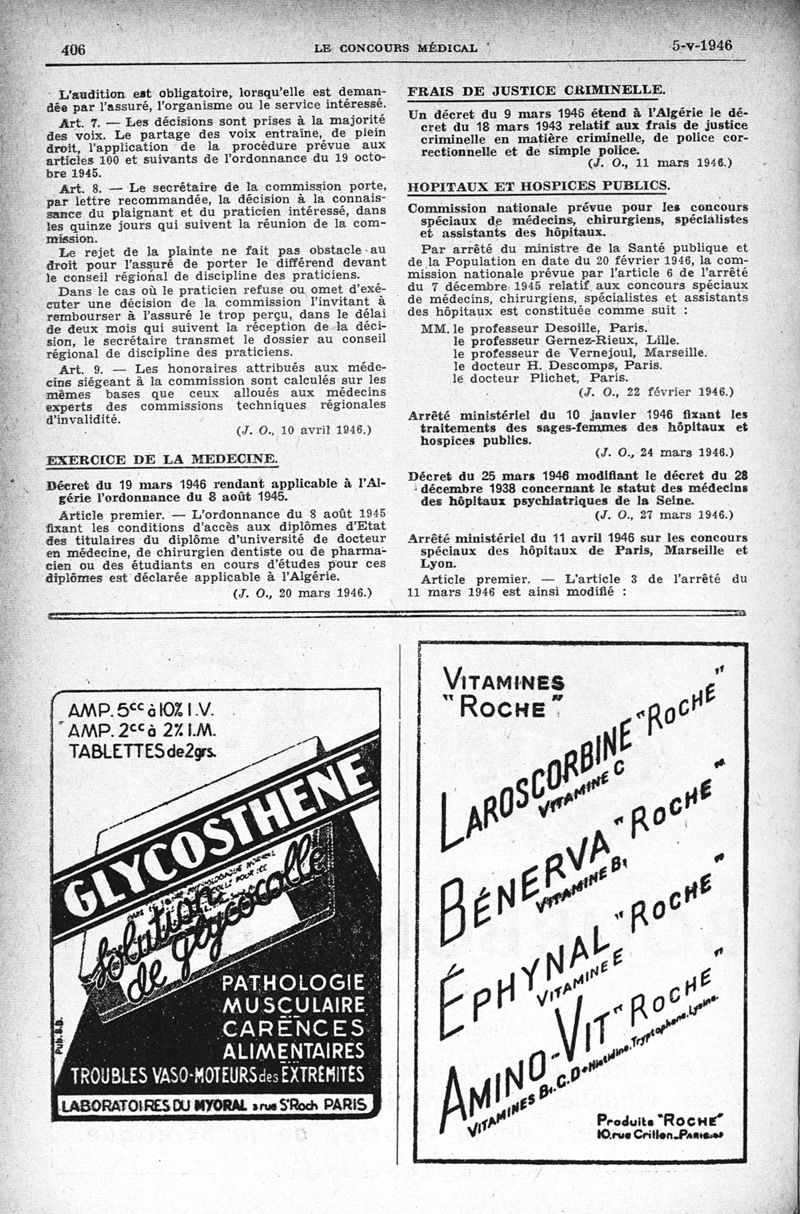 406
LE CONCOURS MÉDICAL
5-V-1946
L'audition est obligatoire, lorsqu'elle est deman-
dée par l'assuré, l'organisme ou le service intéressé.
Art. 7. — Les décisions sont prises à la majorité
des voix. Le partage des voix entraîne, de plein
droit, l'application de la procédure prévue aux
articles 100 et suivants de l'ordonnance du 19 octo-
bre 1945.
Art. 8. — Le secrétaire de la commission porte,
par lettre recommandée, la décision à la connais-
sance du plaignant et du praticien intéressé, dans
les quinze jours qui suivent la réunion de la com-
mission.
Le rejet de la plainte ne fait pas obstacle au
droit pour l'assuré de porter le différend devant
le conseil régional de discipline des praticiens.
Dans le cas où le praticien refuse ou omet d'exé-
cuter une décision de la commission l'invitant à
rembourser à l'assuré le trop perçu, dans le délai
de deux mois qui suivent la réception de la déci-
sion, le secrétaire transmet le dossier au conseil
régional de discipline des praticiens.
Art. 9. — Les honoraires attribués aux méde-
cins siégeant à la commission sont calculés sur les
mêmes bases que ceux alloués aux médecins
experts des commissions techniques régionales
d'invalidité.
(J. O., 10 avril 1946.)
EXERCICE DE LA MEDECINE.
Décret du 19 mars 1946 rendant applicable à l'Al-
gérie l'ordonnance du 8 août 1945.
Article premier. — L'ordonnance du 8 août 1945
fixant les conditions d'accès aux diplômes d'Etat
des titulaires du diplôme d'université de docteur
en médecine, de chirurgien dentiste ou de pharma-
cien ou des étudiants en cours d'études pour ces
diplômes est déclarée applicable à l'Algérie.
(J. O., 20 mars 1946.)
FRAIS DE JUSTICE CRIMINELLE.
Un décret du 9 mars 1946 étend à l'Algérie le dé-
cret du 18 mars 1943 relatif aux frais de justice
criminelle en matière criminelle, de police cor-
rectionnelle et de simple police.
(J. O., 11 mars 1946.)
HOPITAUX ET HOSPICES PUBLICS.
Commission nationale prévue pour les concours
spéciaux de médecins, chirurgiens, spécialistes
et assistants des hôpitaux.
Par arrêté du ministre de la Santé publique et
de la Population en date du 20 février 1946, la com-
mission nationale prévue par l'article 6 de l'arrêté
du 7 décembre 1945 relatif aux concours spéciaux
de médecins, chirurgiens, spécialistes et assistants
des hôpitaux est constituée comme suit :
MM. le professeur Desoille, Paris.
le professeur Gernez-Rieux, Lille.
le professeur de Vernejoul, Marseille.
le docteur H. Descomps, Paris.
le docteur Plichet, Paris.
(J. O., 22 février 1946.)
Arrêté ministériel du 10 janvier 1946 fixant les
traitements des sages-femmes des hôpitaux et
hospices publics.
(J. O., 24 mars 1946.)
Décret du 25 mars 1946 modifiant le décret du 28
décembre 1938 concernant le statut des médecins
des hôpitaux psychiatriques de la Seine.
(J. O., 27 mars 1946.)
Arrêté ministériel du 11 avril 1946 sur les concours
spéciaux des hôpitaux de Paris, Marseille et
Lyon.
Article premier. — L'article 3 de l'arrêté du
11 mars 1946 est ainsi modifié :
AMP. 5cc à 10% I.V.
AMP. 2cc à 2% I.M.
TABLETTES de 2grs.
GLYCOSTHENE
Solution
de glycocolle
PATHOLOGIE
MUSCULAIRE
CARENCES
ALIMENTAIRES
TROUBLES VASO-MOTEURS des EXTRÉMITÉS
Pub. B.B.
LABORATOIRES DU MYORAL 3 rue St Roch PARIS
VITAMINES
"ROCHE"
LAROSCORBINE "ROCHE"
VITAMINE C
BÉNERVA "ROCHE"
VITAMINE B1
ÉPHYNAL "ROCHE"
VITAMINE E
AMINO-VIT "ROCHE"
VITAMINES B1.C.D + Histidine.Tryptophane.Lysine.
Produits "ROCHE"
10, rue Crillon_PARIS